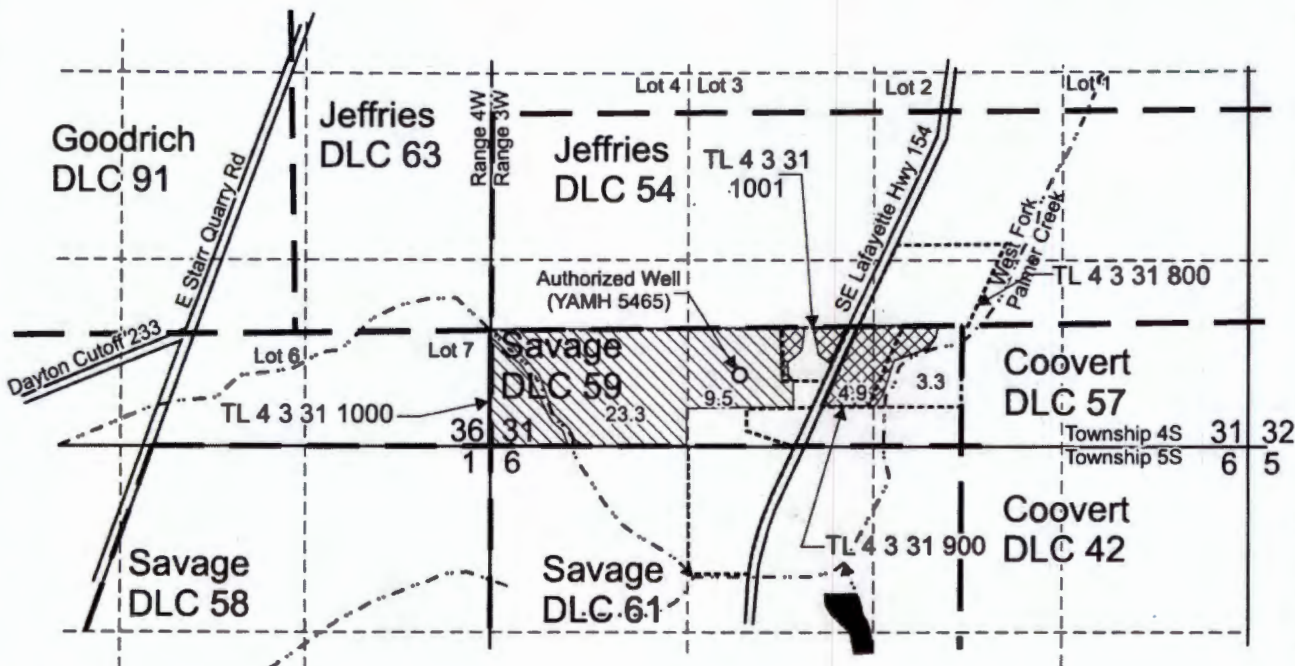 Lot 4
Lot 3
Lot 2
Lot 1
Goodrich
DLC 91
Jeffries
DLC 63
Range 4W
Range 3W
Jeffries
DLC 54
TL 4 3 31
1001
E Starr Quarry Rd
SE Lafayette Hwy 154
West Fork
Palmer Creek
TL 4 3 31 800
Authorized Well
(YAMH 5465)
Dayton Cutoff 233
Lot 6
Lot 7
Savage
DLC 59
TL 4 3 31 1000
23.3
9.5
4.9
3.3
Coovert
DLC 57
36
31
1
6
Township 4S
31
32
Township 5S
6
5
Savage
DLC 58
Savage
DLC 61
TL 4 3 31 900
Coovert
DLC 42